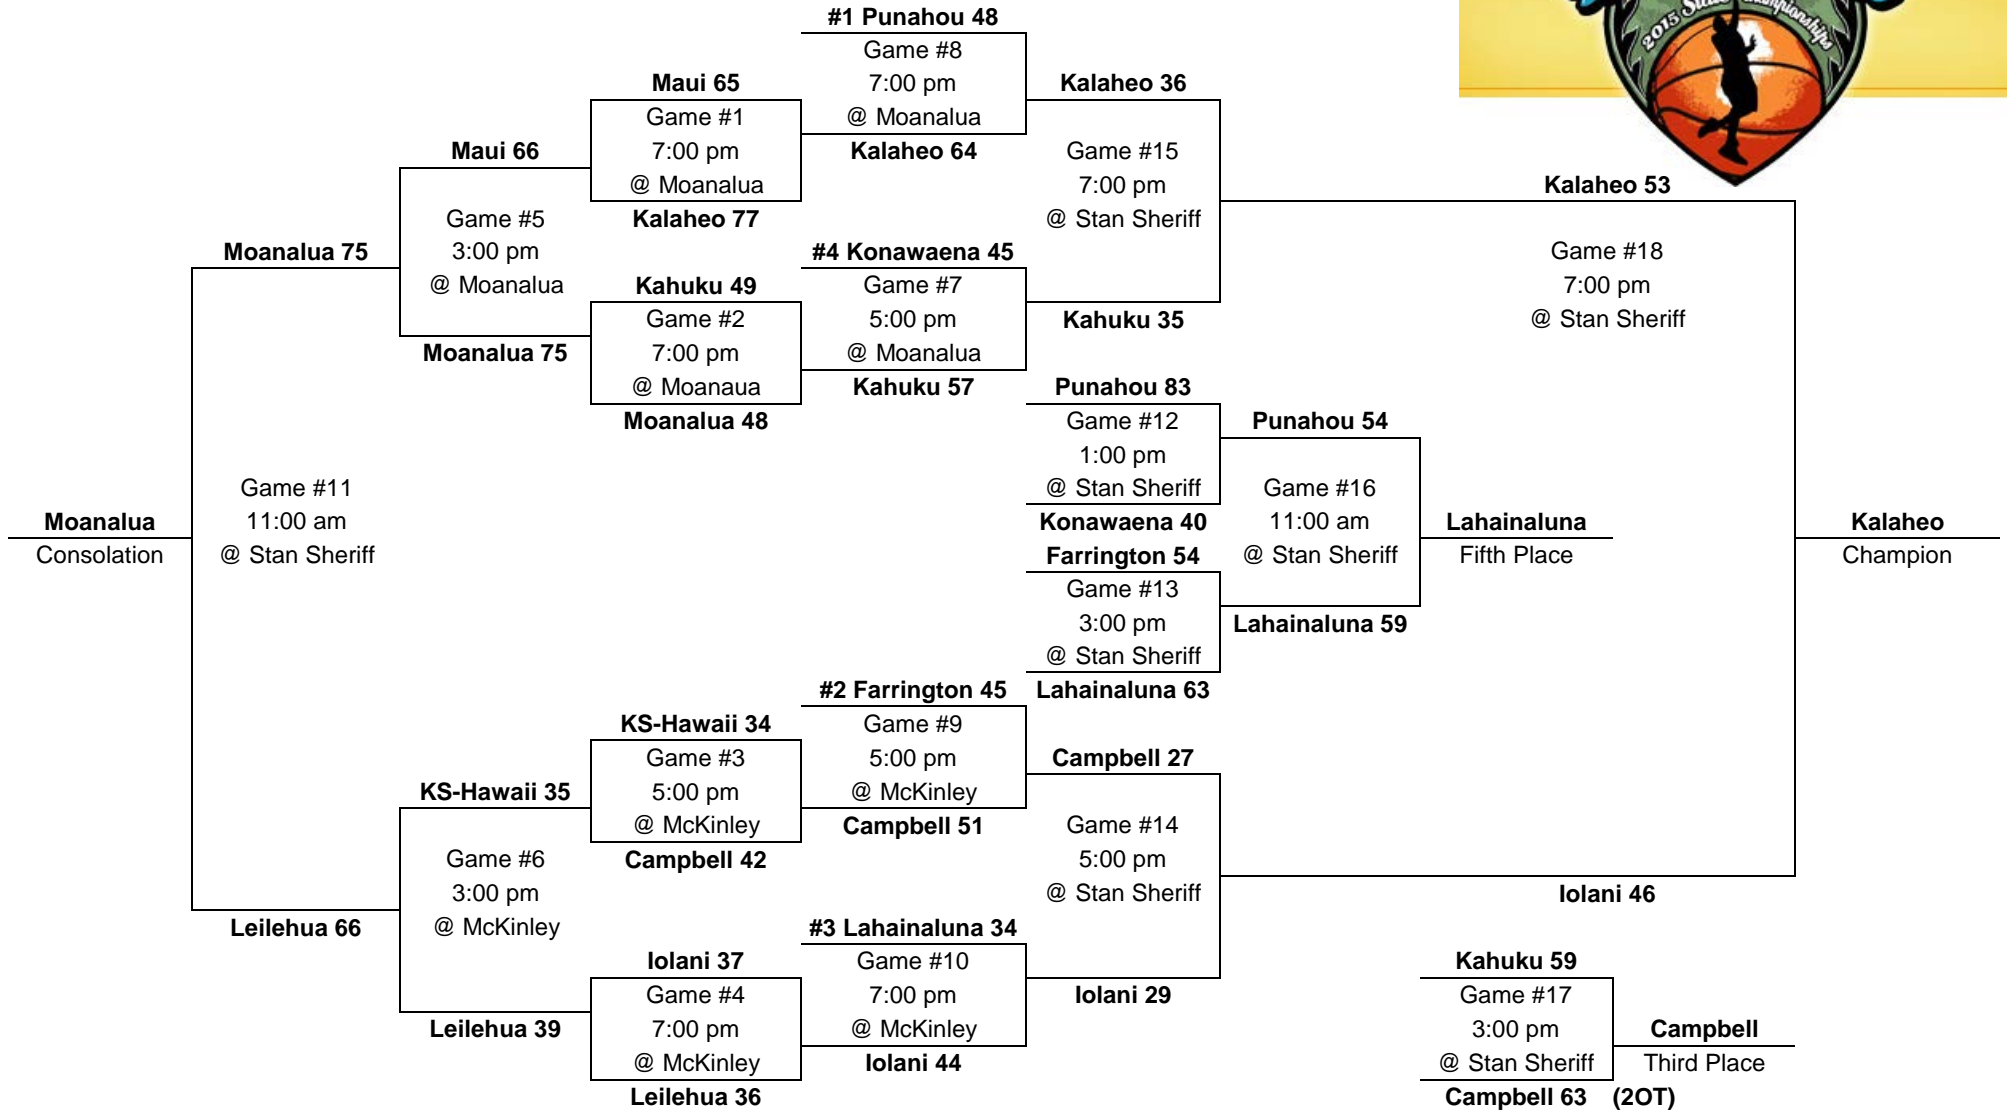 2015 State Championships
#1 Punahou 48
Game #8
7:00 pm
@ Moanalua
Kalaheo 64
Maui 65
Game #1
7:00 pm
@ Moanalua
Kalaheo 77
Kalaheo 36
Game #15
7:00 pm
@ Stan Sheriff
Kahuku 35
Maui 66
Game #5
3:00 pm
@ Moanalua
Moanalua 75
Kalaheo 53
Game #18
7:00 pm
@ Stan Sheriff
Iolani 46
Moanalua 75
Game #11
11:00 am
@ Stan Sheriff
Leilehua 66
#4 Konawaena 45
Game #7
5:00 pm
@ Moanalua
Kahuku 57
Kahuku 49
Game #2
7:00 pm
@ Moanaua
Moanalua 48
Punahou 83
Game #12
1:00 pm
@ Stan Sheriff
Konawaena 40
Punahou 54
Game #16
11:00 am
@ Stan Sheriff
Lahainaluna 59
Moanalua
Consolation
Lahainaluna
Fifth Place
Kalaheo
Champion
Farrington 54
Game #13
3:00 pm
@ Stan Sheriff
Lahainaluna 63
#2 Farrington 45
Game #9
5:00 pm
@ McKinley
Campbell 51
KS-Hawaii 34
Game #3
5:00 pm
@ McKinley
Campbell 42
Campbell 27
Game #14
5:00 pm
@ Stan Sheriff
Iolani 29
KS-Hawaii 35
Game #6
3:00 pm
@ McKinley
Leilehua 39
#3 Lahainaluna 34
Game #10
7:00 pm
@ McKinley
Iolani 44
Iolani 37
Game #4
7:00 pm
@ McKinley
Leilehua 36
Kahuku 59
Game #17
3:00 pm
@ Stan Sheriff
Campbell 63 (2OT)
Campbell
Third Place